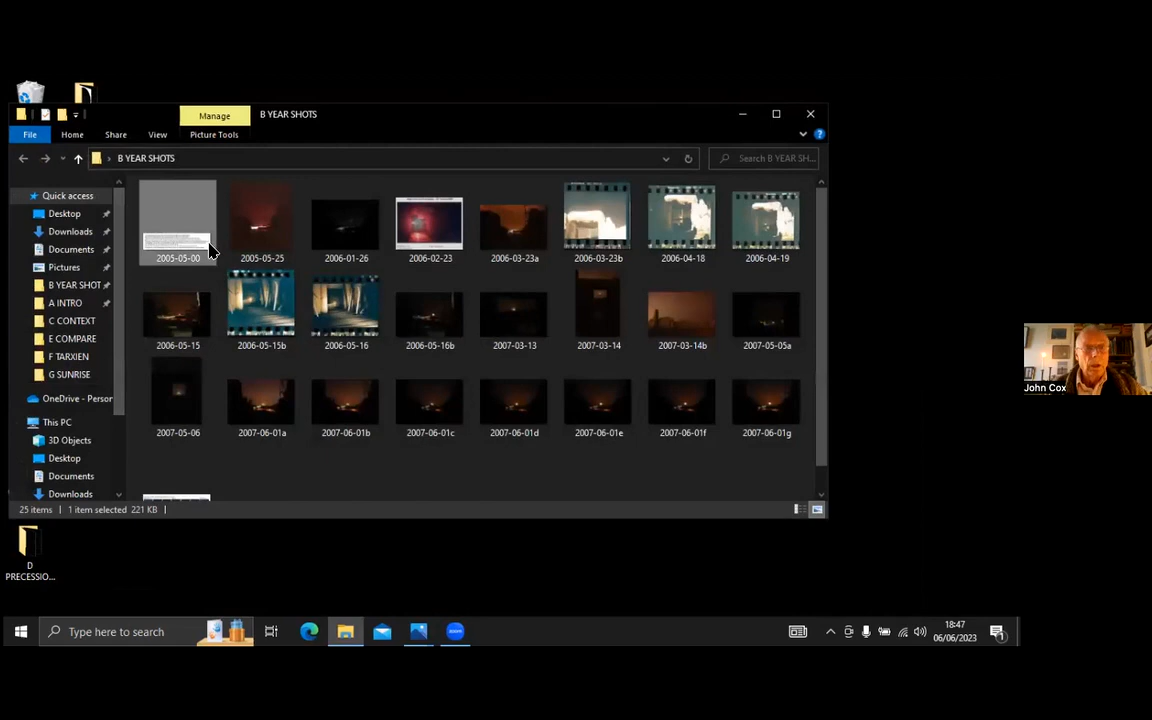 Manage
B YEAR SHOTS
File
Home
Share
View
Picture Tools
B YEAR SHOTS
Search B YEAR SH...
Quick access
Desktop
Downloads
Documents
Pictures
B YEAR SHOT
A INTRO
C CONTEXT
E COMPARE
F TARXIEN
G SUNRISE
OneDrive - Person
This PC
3D Objects
Desktop
Documents
Downloads
2005-05-00
2005-05-25
2006-01-26
2006-02-23
2006-03-23a
2006-03-23b
2006-04-18
2006-04-19
2006-05-15
2006-05-15b
2006-05-16
2006-05-16b
2007-03-13
2007-03-14
2007-03-14b
2007-05-05a
2007-05-06
2007-06-01a
2007-06-01b
2007-06-01c
2007-06-01d
2007-06-01e
2007-06-01f
2007-06-01g
25 items
1 item selected 221 KB
John Cox
D
PRECESSIO...
Type here to search
18:47
06/06/2023
1